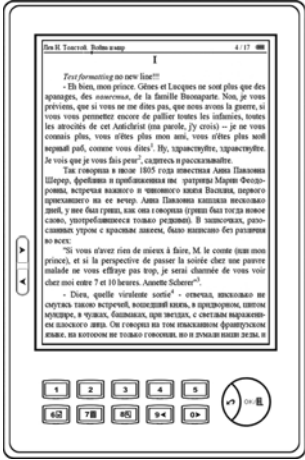 Лев Н. Толстой. Война и мир 4 / 17
I
Text formatting no new line!!!
- Eh bien, mon prince. Gênes et Lucques ne sont plus que des
apanages, des поместья, de la famille Buonaparte. Non, je vous
préviens, que si vous ne me dites pas, que nous avons la guerre, si
vous vous permettez encore de pallier toutes les infamies, toutes
les atrocités de cet Antichrist (ma parole, j'y crois) -- je ne vous
connais plus, vous n'êtes plus mon ami, vous n'êtes plus мой
верный раб, comme vous dites¹. Ну, здравствуйте, здравствуйте.
Je vois que je vous fais peur², садитесь и рассказывайте.
Так говорила в июле 1805 года известная Анна Павловна
Шерер, фрейлина и приближенная им ратрицы Марии Феодо-
ровны, встречая важного и чиновного князя Василия, первого
приехавшего на ее вечер. Анна Павловна кашляла несколько
дней, у нее был грипп, как она говорила (грипп был тогда новое
слово, употреблявшееся только редкими). В записочках, разо-
сланных утром с красным лакеем, было написано без различия
во всех:
"Si vous n'avez rien de mieux à faire, M. le comte (или mon
prince), et si la perspective de passer la soirée chez une pauvre
malade ne vous effraye pas trop, je serai charmée de vous voir
chez moi entre 7 et 10 heures. Annette Scherer"³.
- Dieu, quelle virulente sortie⁴ - отвечал, нисколько не
смутясь такою встречей, вошедший князь, в придворном, шитом
мундире, в чулках, башмаках, при звездах, с светлым выражени-
ем плоского лица. Он говорил на том изысканном французском
языке, на котором не только говорили, но и думали наши деды, и
1 2 3 4 5
6 7 8 9 0 OK/